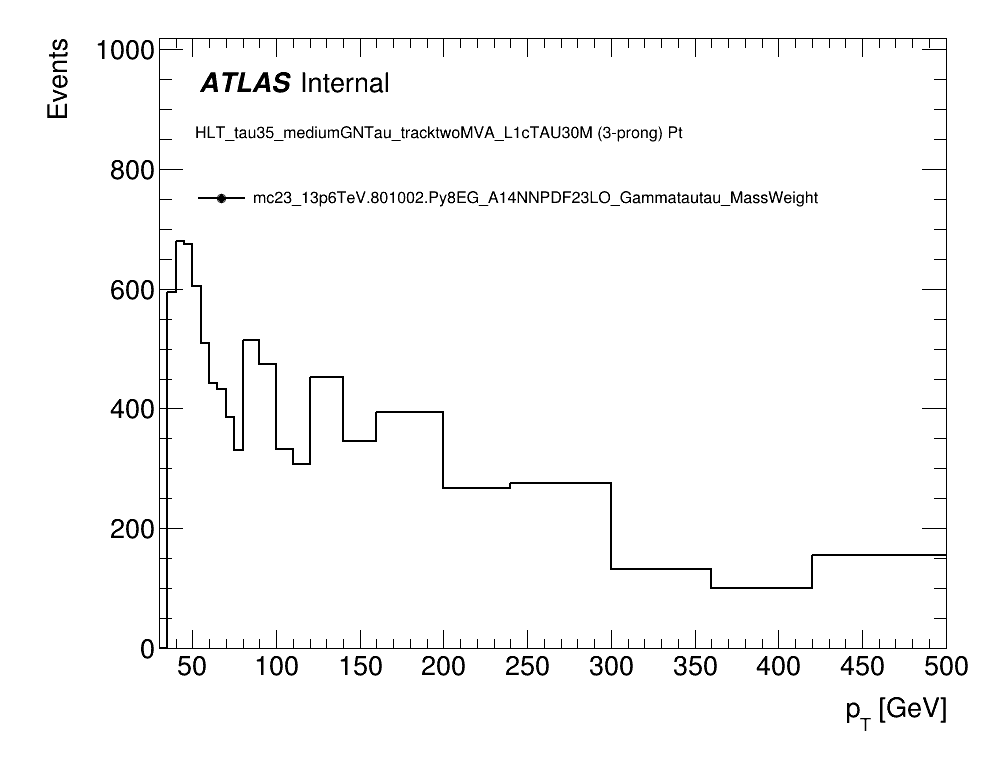 Events
1000
800
600
400
200
0
ATLAS Internal
HLT_tau35_mediumGNTau_tracktwoMVA_L1cTAU30M (3-prong) Pt
mc23_13p6TeV.801002.Py8EG_A14NNPDF23LO_Gammatautau_MassWeight
50 100 150 200 250 300 350 400 450 500
p_T [GeV]